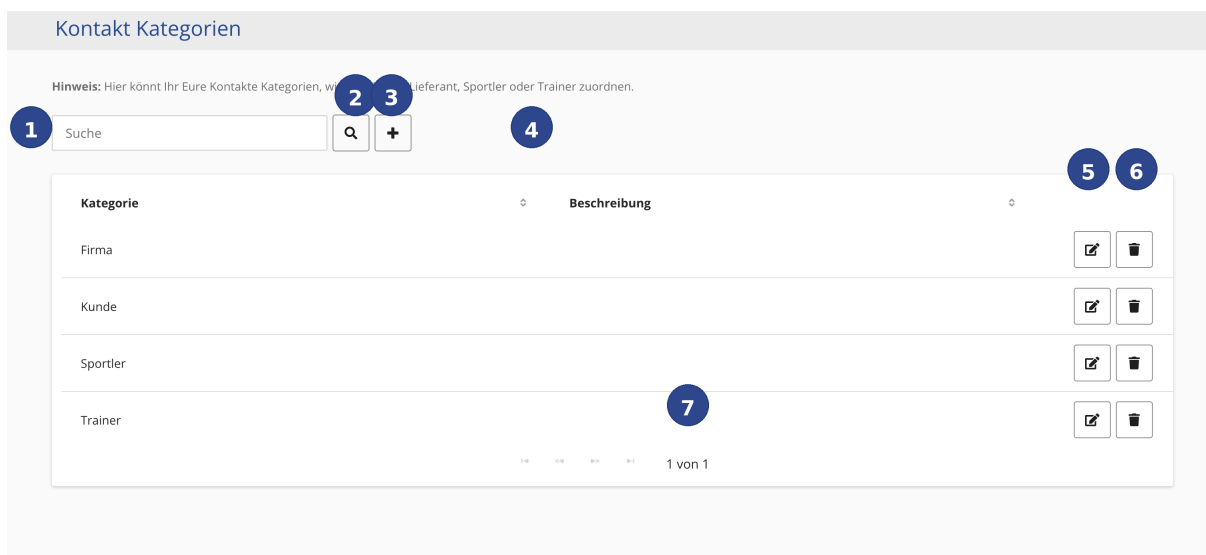 Kontakt Kategorien
Hinweis: Hier könnt Ihr Eure Kontakte Kategorien, Lieferant, Sportler oder Trainer zuordnen.
2 3
1 Suche 4
5 6
Kategorie Beschreibung
Firma
Kunde
Sportler
7
Trainer
1 von 1